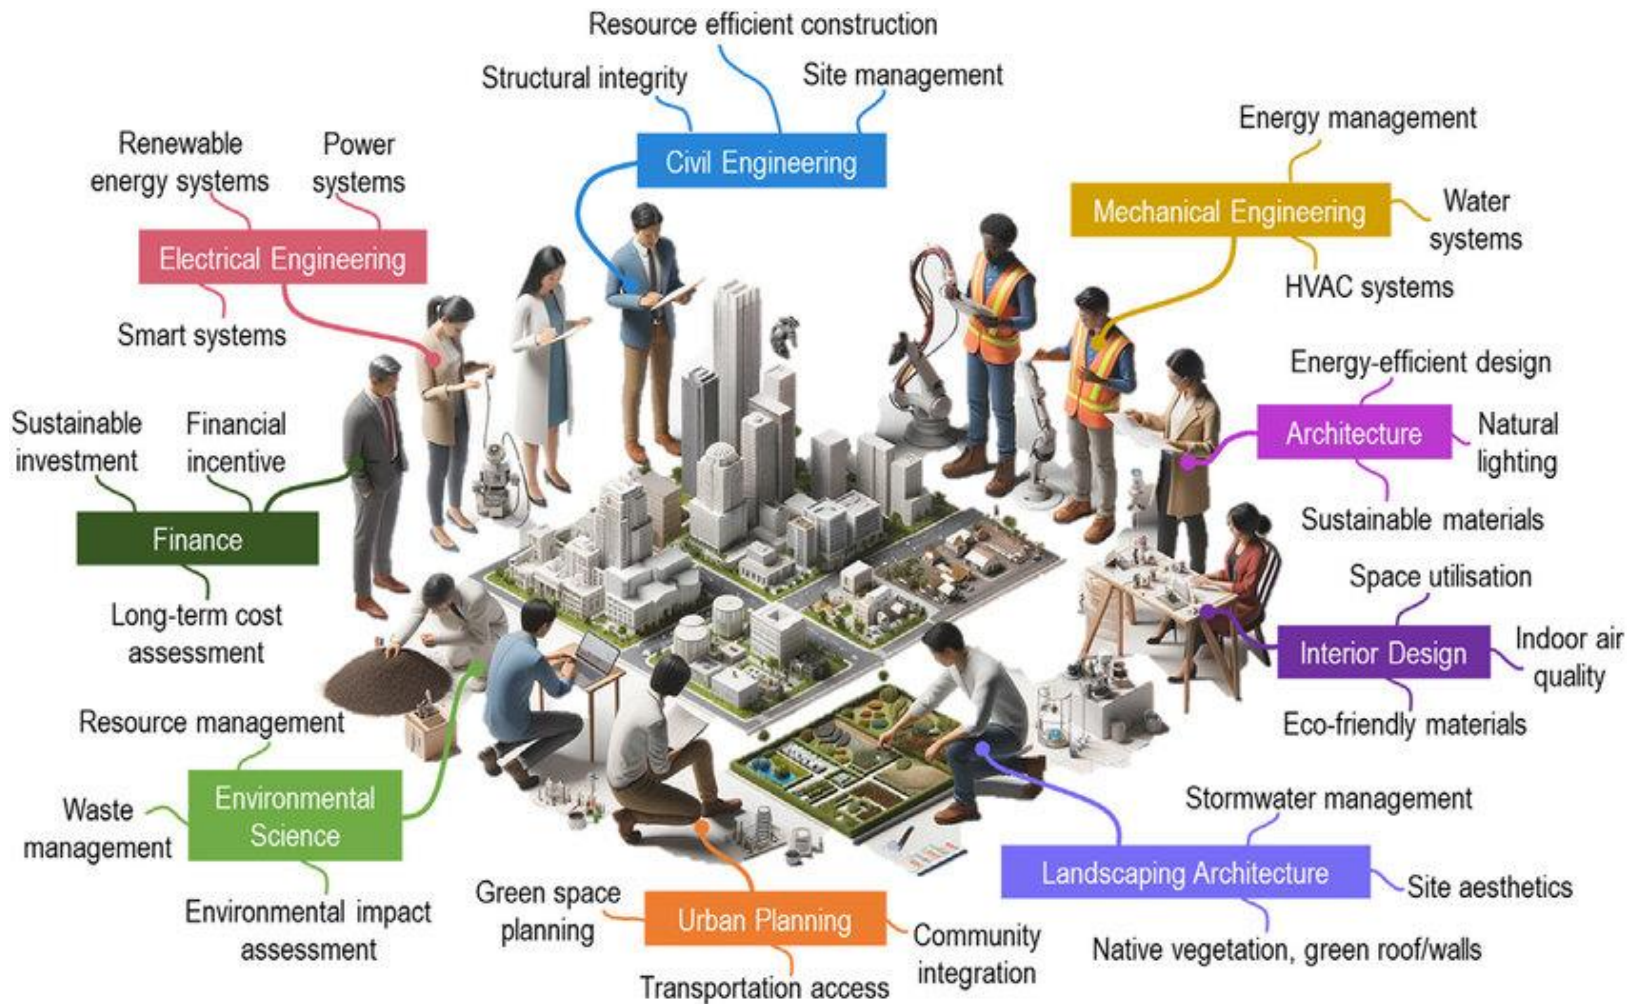 Resource efficient construction
Structural integrity
Site management
Civil Engineering
Renewable
energy systems
Power
systems
Electrical Engineering
Smart systems
Energy management
Mechanical Engineering
Water
systems
HVAC systems
Energy-efficient design
Architecture
Natural
lighting
Sustainable materials
Sustainable
investment
Financial
incentive
Finance
Long-term cost
assessment
Space utilisation
Interior Design
Indoor air
quality
Eco-friendly materials
Resource management
Environmental
Science
Waste
management
Environmental impact
assessment
Green space
planning
Urban Planning
Community
integration
Transportation access
Stormwater management
Landscaping Architecture
Site aesthetics
Native vegetation, green roof/walls